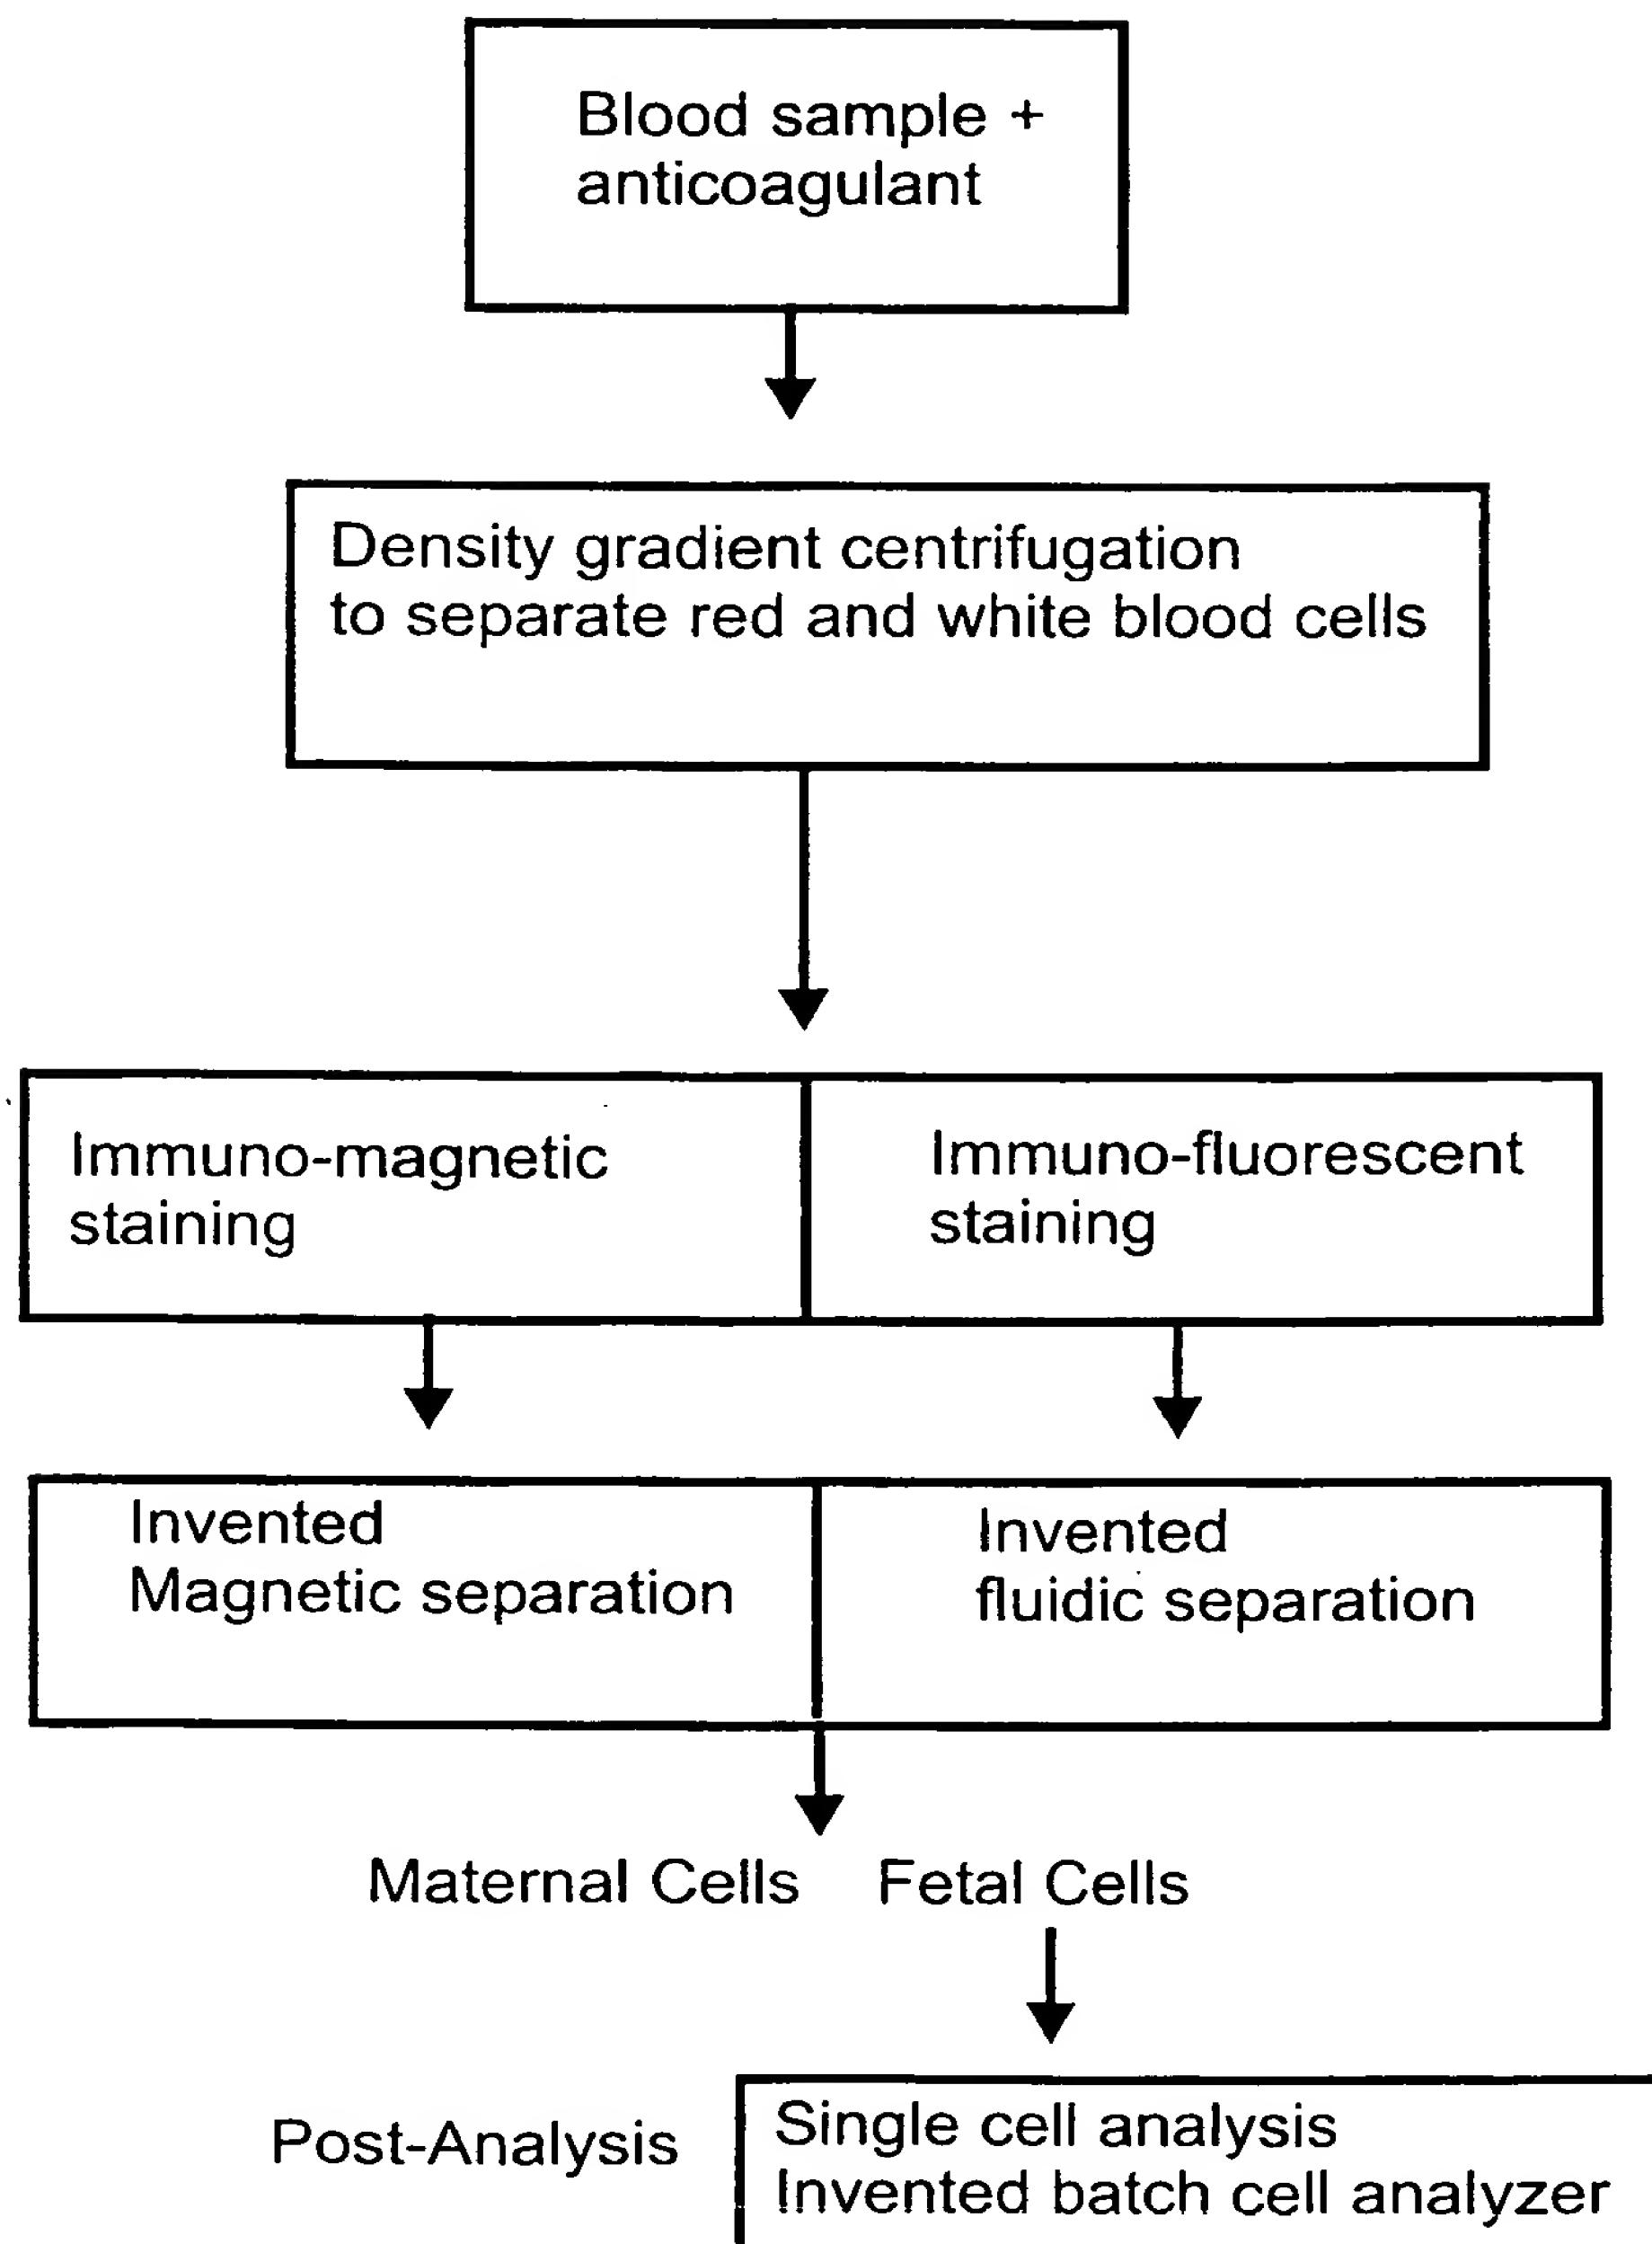 Blood sample +
anticoagulant
Density gradient centrifugation
to separate red and white blood cells
Immuno-magnetic
staining
Immuno-fluorescent
staining
Invented
Magnetic separation
Invented
fluidic separation
Maternal Cells Fetal Cells
Post-Analysis
Single cell analysis
Invented batch cell analyzer